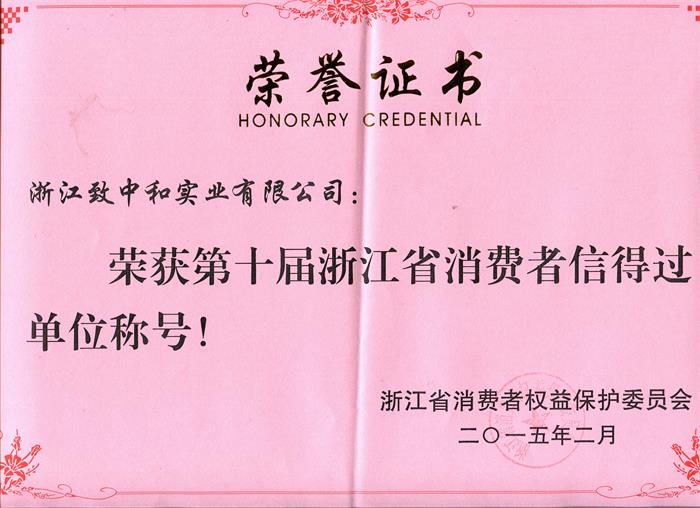 荣誉证书
HONORARY CREDENTIAL
浙江致中和实业有限公司：
荣获第十届浙江省消费者信得过
单位称号！
浙江省消费者权益保护委员会
二〇一五年二月